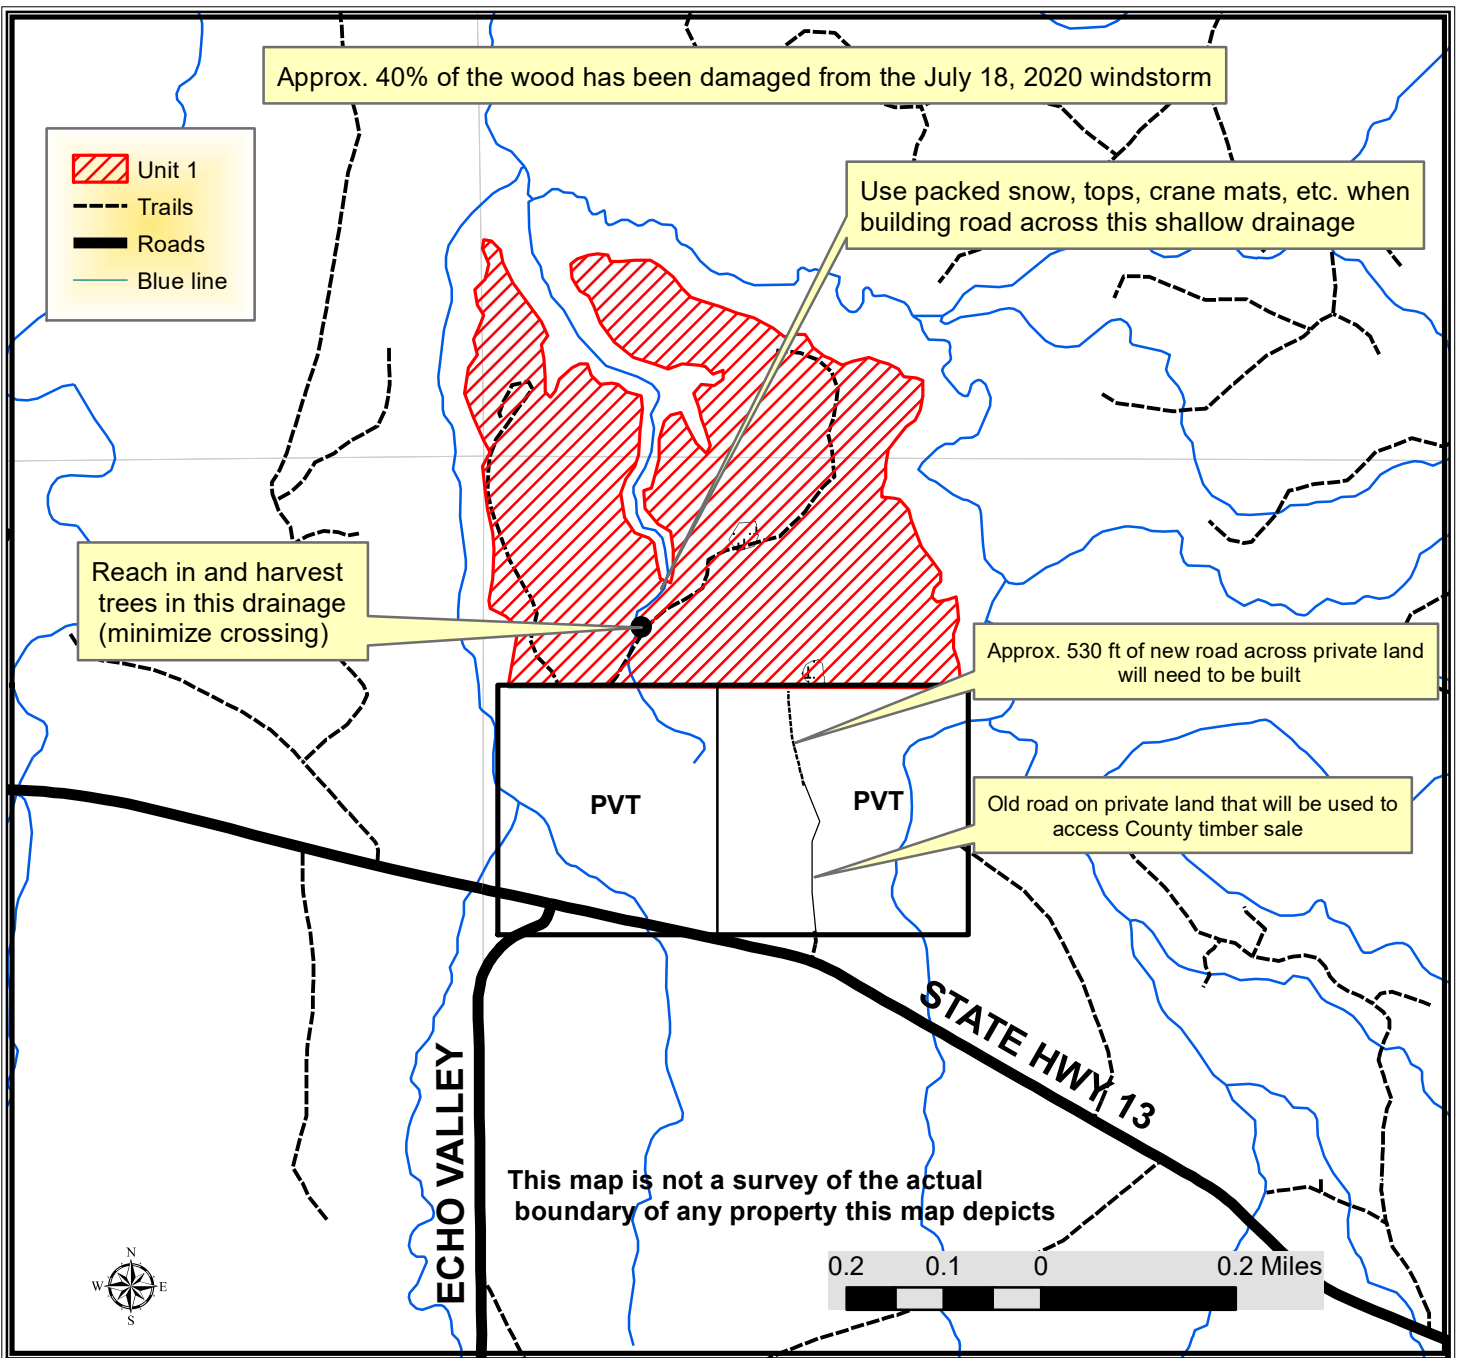 Approx. 40% of the wood has been damaged from the July 18, 2020 windstorm
Unit 1
Trails
Roads
Blue line
Use packed snow, tops, crane mats, etc. when
building road across this shallow drainage
Reach in and harvest
trees in this drainage
(minimize crossing)
Approx. 530 ft of new road across private land
will need to be built
PVT
PVT
Old road on private land that will be used to
access County timber sale
STATE HWY 13
ECHO VALLEY
This map is not a survey of the actual
boundary of any property this map depicts
N
W E
S
0.2 0.1 0 0.2 Miles